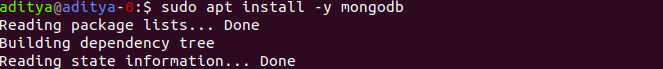 aditya@aditya-0:$ sudo apt install -y mongodb
Reading package lists... Done
Building dependency tree
Reading state information... Done